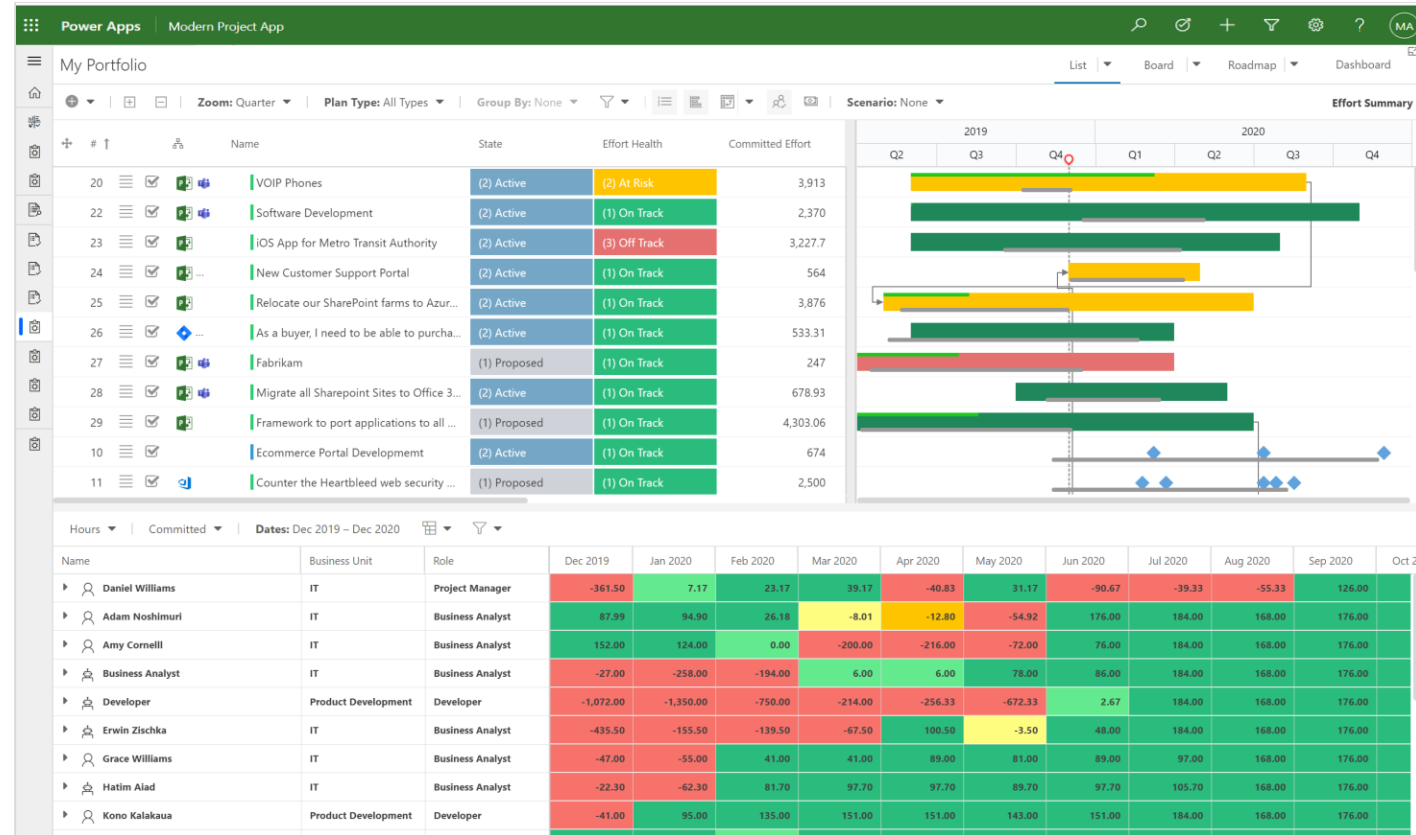 Power Apps Modern Project App MA
My Portfolio List Board Roadmap Dashboard
Zoom: Quarter Plan Type: All Types Group By: None Scenario: None Effort Summary
# Name State Effort Health Committed Effort
2019 2020
Q2 Q3 Q4 Q1 Q2 Q3 Q4
20 VOIP Phones (2) Active (2) At Risk 3,913
22 Software Development (2) Active (1) On Track 2,370
23 iOS App for Metro Transit Authority (2) Active (3) Off Track 3,227.7
24 ... New Customer Support Portal (2) Active (1) On Track 564
25 Relocate our SharePoint farms to Azur... (2) Active (1) On Track 3,876
26 ... As a buyer, I need to be able to purcha... (2) Active (1) On Track 533.31
27 Fabrikam (1) Proposed (1) On Track 247
28 Migrate all Sharepoint Sites to Office 3... (2) Active (1) On Track 678.93
29 Framework to port applications to all ... (1) Proposed (1) On Track 4,303.06
10 Ecommerce Portal Developmemt (2) Active (1) On Track 674
11 Counter the Heartbleed web security ... (1) Proposed (1) On Track 2,500
Hours Committed Dates: Dec 2019 – Dec 2020
Name Business Unit Role Dec 2019 Jan 2020 Feb 2020 Mar 2020 Apr 2020 May 2020 Jun 2020 Jul 2020 Aug 2020 Sep 2020 Oct 2
Daniel Williams IT Project Manager -361.50 7.17 23.17 39.17 -40.83 31.17 -90.67 -39.33 -55.33 126.00
Adam Noshimuri IT Business Analyst 87.99 94.90 26.18 -8.01 -12.80 -54.92 176.00 184.00 168.00 176.00
Amy Cornelll IT Business Analyst 152.00 124.00 0.00 -200.00 -216.00 -72.00 76.00 184.00 168.00 176.00
Business Analyst IT Business Analyst -27.00 -258.00 -194.00 6.00 6.00 78.00 86.00 184.00 168.00 176.00
Developer Product Development Developer -1,072.00 -1,350.00 -750.00 -214.00 -256.33 -672.33 2.67 184.00 168.00 176.00
Erwin Zischka IT Business Analyst -435.50 -155.50 -139.50 -67.50 100.50 -3.50 48.00 184.00 168.00 176.00
Grace Williams IT Business Analyst -47.00 -55.00 41.00 41.00 89.00 81.00 89.00 97.00 168.00 176.00
Hatim Aiad IT Business Analyst -22.30 -62.30 81.70 97.70 97.70 89.70 97.70 105.70 168.00 176.00
Kono Kalakaua Product Development Developer -41.00 95.00 135.00 151.00 151.00 143.00 151.00 184.00 168.00 176.00